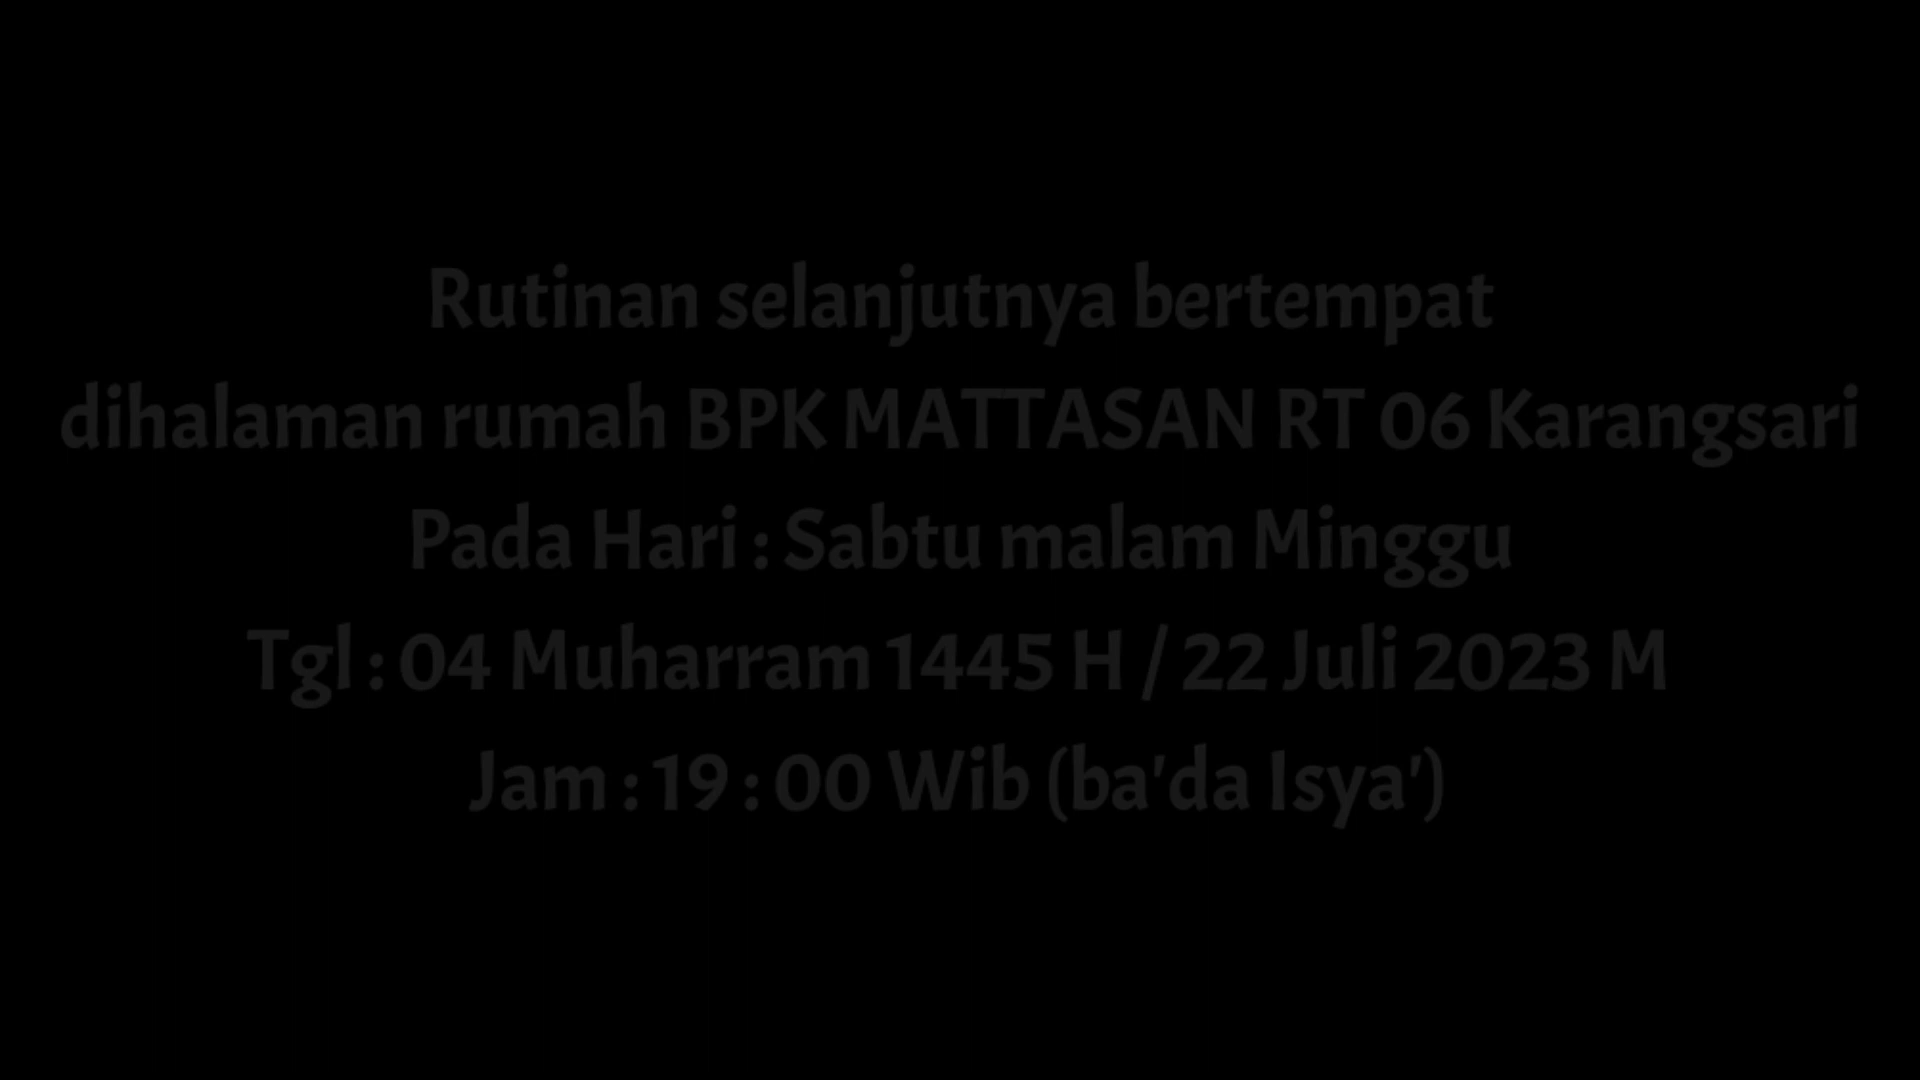 Rutinan selanjutnya bertempat
dihalaman rumah BPK MATTASAN RT 06 Karangsari
Pada Hari : Sabtu malam Minggu
Tgl : 04 Muharram 1445 H / 22 Juli 2023 M
Jam : 19 : 00 Wib (ba'da Isya')